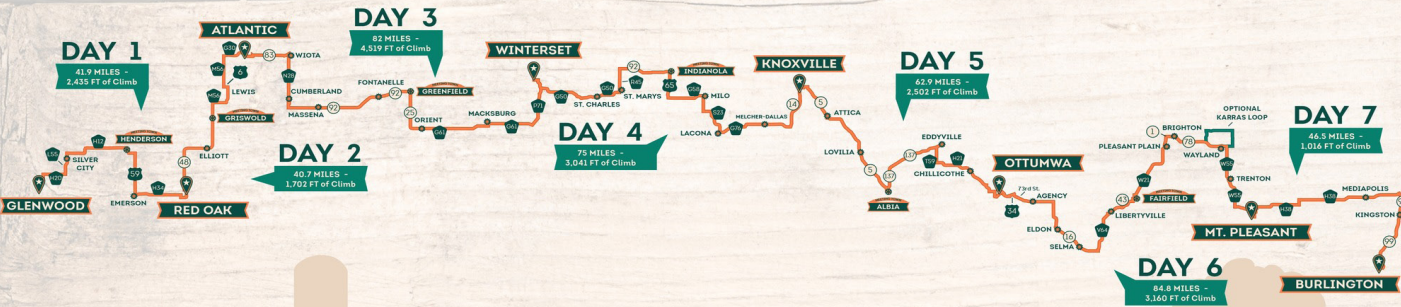 DAY 1
41.9 MILES -
2,435 FT of Climb
GLENWOOD
H20
L55
SILVER
CITY
H12
HENDERSON
59
EMERSON
H34
RED OAK
DAY 2
40.7 MILES -
1,702 FT of Climb
48
ELLIOTT
GRISWOLD
M56
LEWIS
6
M56
G30
ATLANTIC
DAY 3
82 MILES -
4,519 FT of Climb
83
WIOTA
N28
CUMBERLAND
MASSENA
92
FONTANELLE
92
GREENFIELD
25
ORIENT
G61
MACKSBURG
G61
P71
WINTERSET
DAY 4
75 MILES -
3,041 FT of Climb
G50
ST. CHARLES
G50
R45
ST. MARYS
92
INDIANOLA
65
G58
MILO
S23
LACONA
G76
MELCHER-DALLAS
14
KNOXVILLE
DAY 5
62.9 MILES -
2,502 FT of Climb
5
ATTICA
LOVILIA
5
137
ALBIA
137
EDDYVILLE
T59
H21
CHILLICOTHE
OTTUMWA
DAY 6
84.8 MILES -
3,160 FT of Climb
73rd St.
34
AGENCY
ELDON
16
SELMA
V64
LIBERTYVILLE
43
FAIRFIELD
W21
PLEASANT PLAIN
1
BRIGHTON
78
OPTIONAL
KARRAS LOOP
WAYLAND
W55
TRENTON
W55
MT. PLEASANT
DAY 7
46.5 MILES -
1,016 FT of Climb
H38
H38
MEDIAPOLIS
KINGSTON
99
BURLINGTON